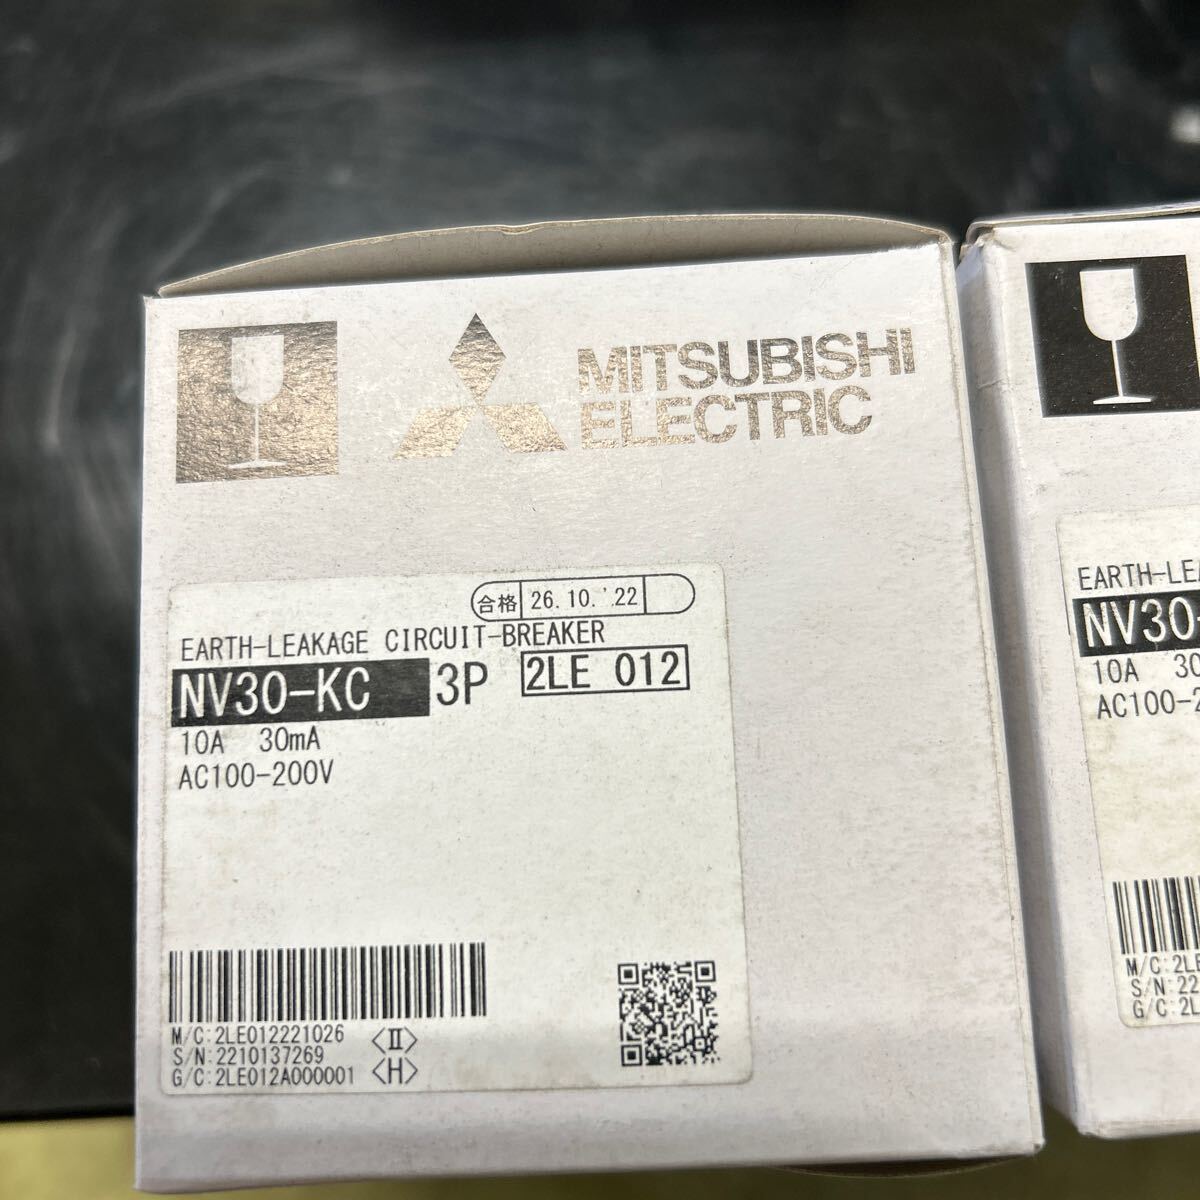 MITSUBISHI
ELECTRIC
合格 26.10.'22
EARTH-LEAKAGE CIRCUIT-BREAKER
NV30-KC 3P 2LE 012
10A 30mA
AC100-200V
M/C:2LE012221026 <II>
S/N:2210137269
G/C:2LE012A000001 <H>
EARTH-LEA
NV30-
10A 30
AC100-2
M/C:2LE
S/N:22
G/C:2L